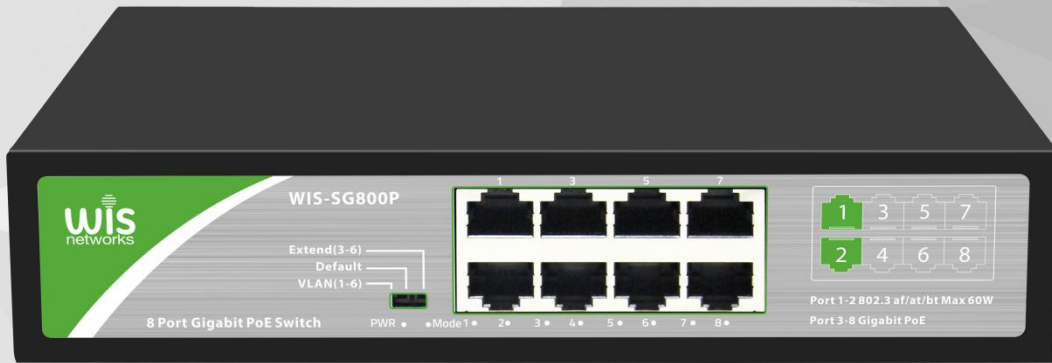 wis
networks
WIS-SG800P
Extend(3-6)
Default
VLAN(1-6)
8 Port Gigabit PoE Switch
PWR
Mode
1 3 5 7
1 2 3 4 5 6 7 8
1 3 5 7
2 4 6 8
Port 1-2 802.3 af/at/bt Max 60W
Port 3-8 Gigabit PoE